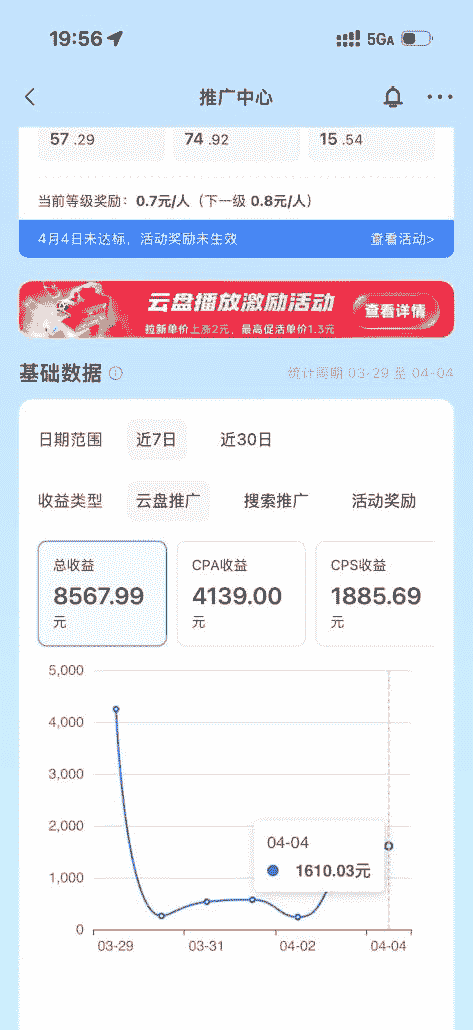 19:56
5GA
推广中心
57 .29
74 .92
15 .54
当前等级奖励：0.7元/人（下一级 0.8元/人）
4月4日未达标，活动奖励未生效
查看活动>
云盘播放激励活动
拉新单价上涨2元，最高促活单价1.3元
查看详情
基础数据
统计周期 03-29 至 04-04
日期范围
近7日
近30日
收益类型
云盘推广
搜索推广
活动奖励
总收益
8567.99
元
CPA收益
4139.00
元
CPS收益
1885.69
元
5,000
4,000
3,000
2,000
1,000
0
04-04
1610.03元
03-29
03-31
04-02
04-04